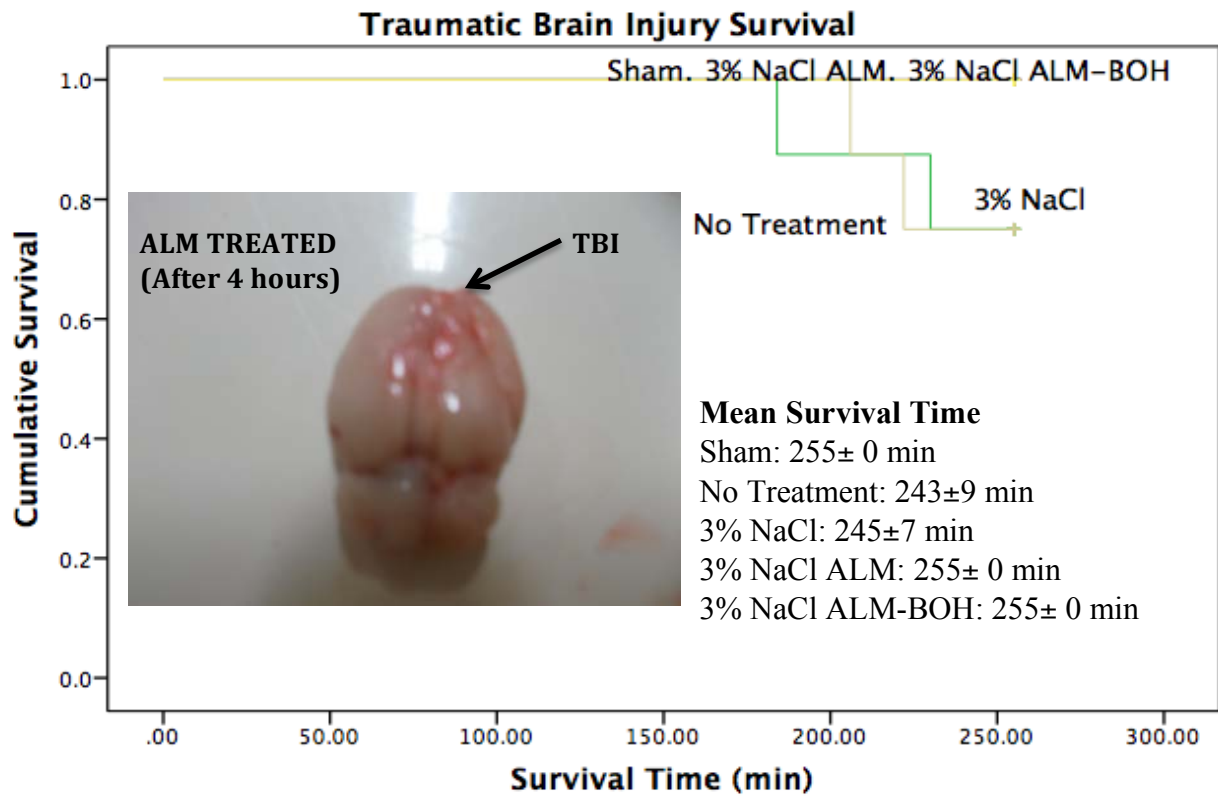 Traumatic Brain Injury Survival
Sham. 3% NaCl ALM. 3% NaCl ALM-BOH
3% NaCl
No Treatment
ALM TREATED
(After 4 hours)
TBI
Mean Survival Time
Sham: 255± 0 min
No Treatment: 243±9 min
3% NaCl: 245±7 min
3% NaCl ALM: 255± 0 min
3% NaCl ALM-BOH: 255± 0 min
Cumulative Survival
1.0
0.8
0.6
0.4
0.2
0.0
.00 50.00 100.00 150.00 200.00 250.00 300.00
Survival Time (min)